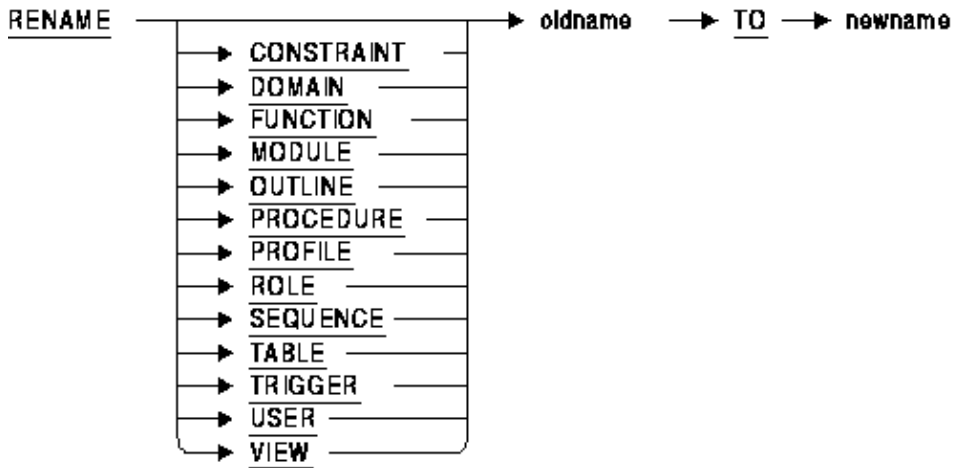 RENAME oldname TO newname
CONSTRAINT
DOMAIN
FUNCTION
MODULE
OUTLINE
PROCEDURE
PROFILE
ROLE
SEQUENCE
TABLE
TRIGGER
USER
VIEW